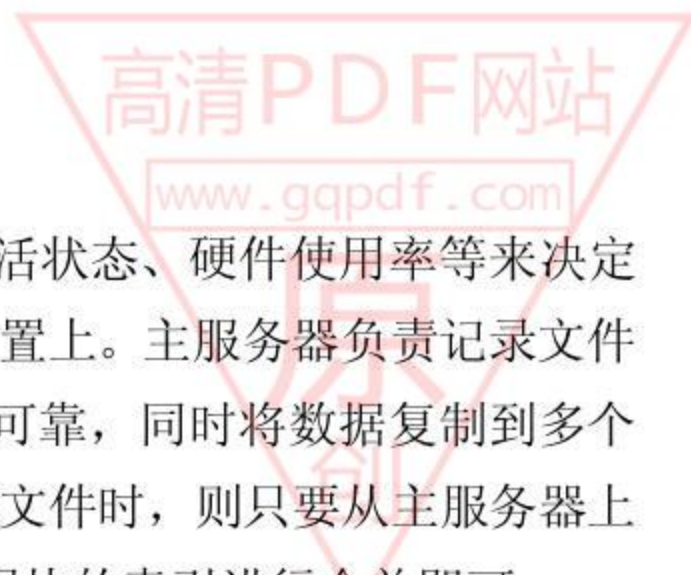 高清PDF网站
www.gqpdf.com
原
创
活状态、硬件使用率等来决定
置上。主服务器负责记录文件
可靠，同时将数据复制到多个
文件时，则只要从主服务器上